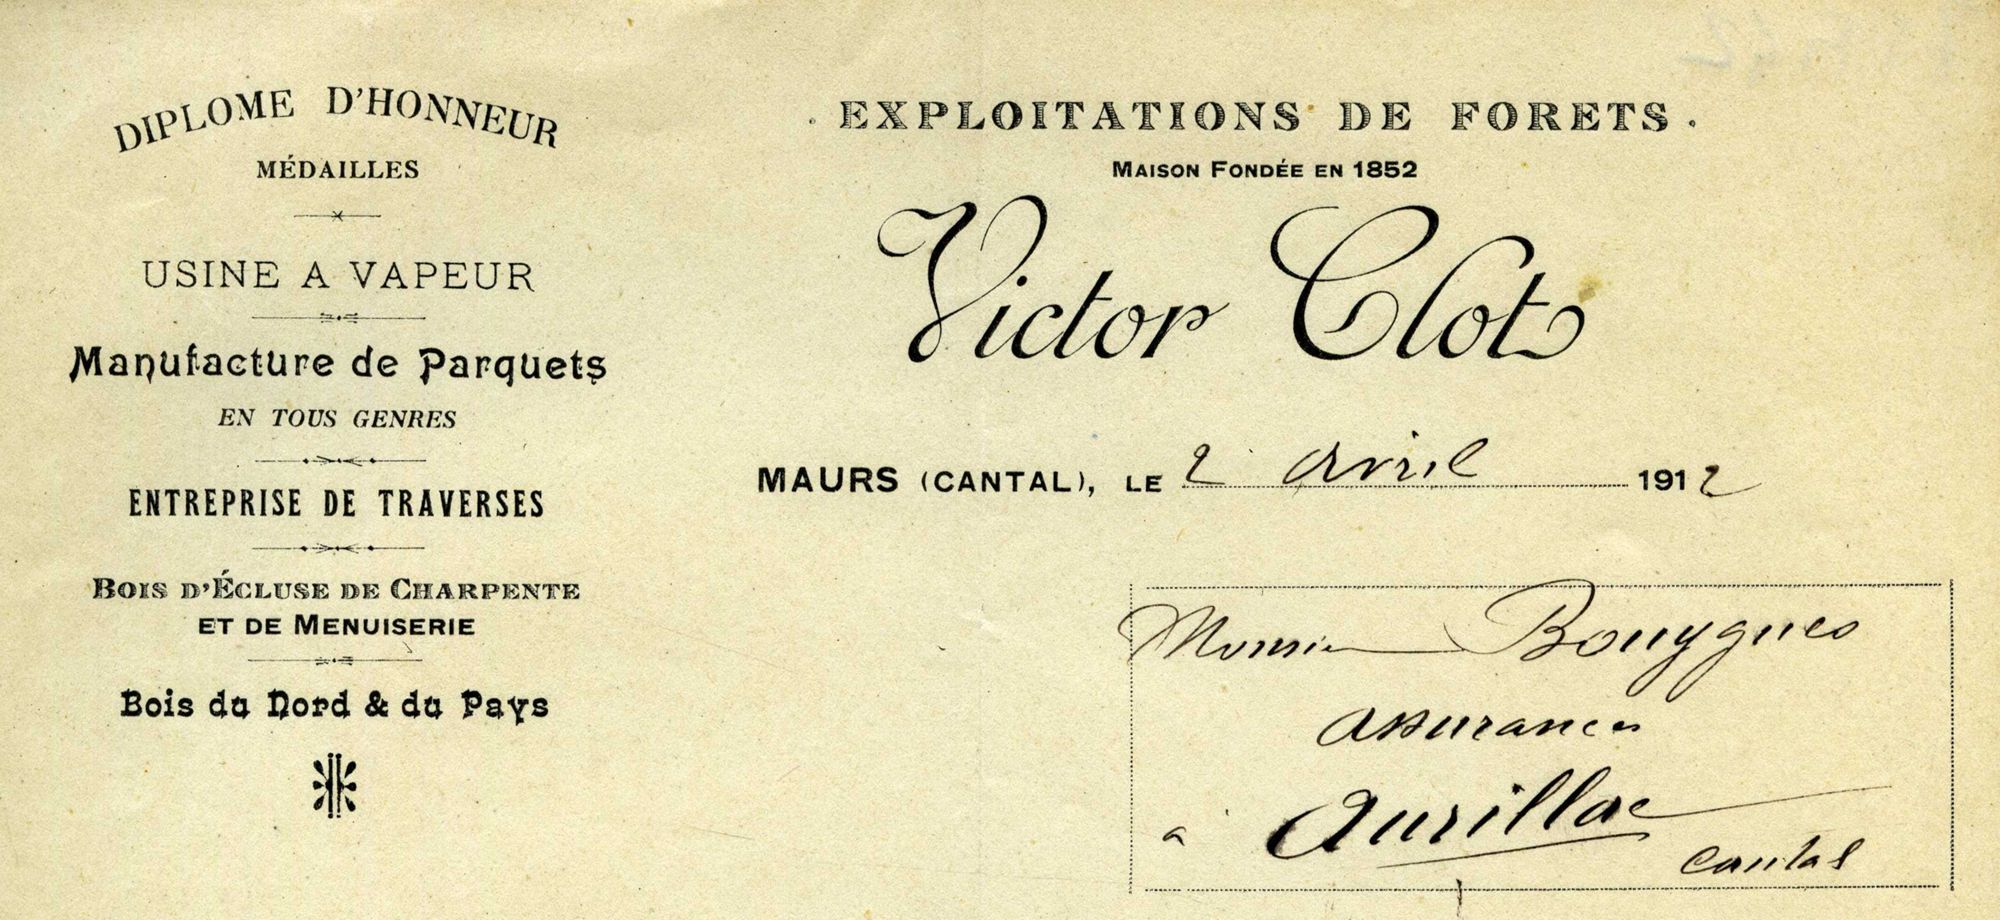 DIPLOME D'HONNEUR
MÉDAILLES
USINE A VAPEUR
Manufacture de Parquets
EN TOUS GENRES
ENTREPRISE DE TRAVERSES
BOIS D'ÉCLUSE DE CHARPENTE
ET DE MENUISERIE
Bois du Nord & du Pays
EXPLOITATIONS DE FORETS.
MAISON FONDÉE EN 1852
Victor Clot
MAURS (CANTAL), LE 2 avril 1912
Monsieur Bouygues
assurances
a Aurillac
Cantal